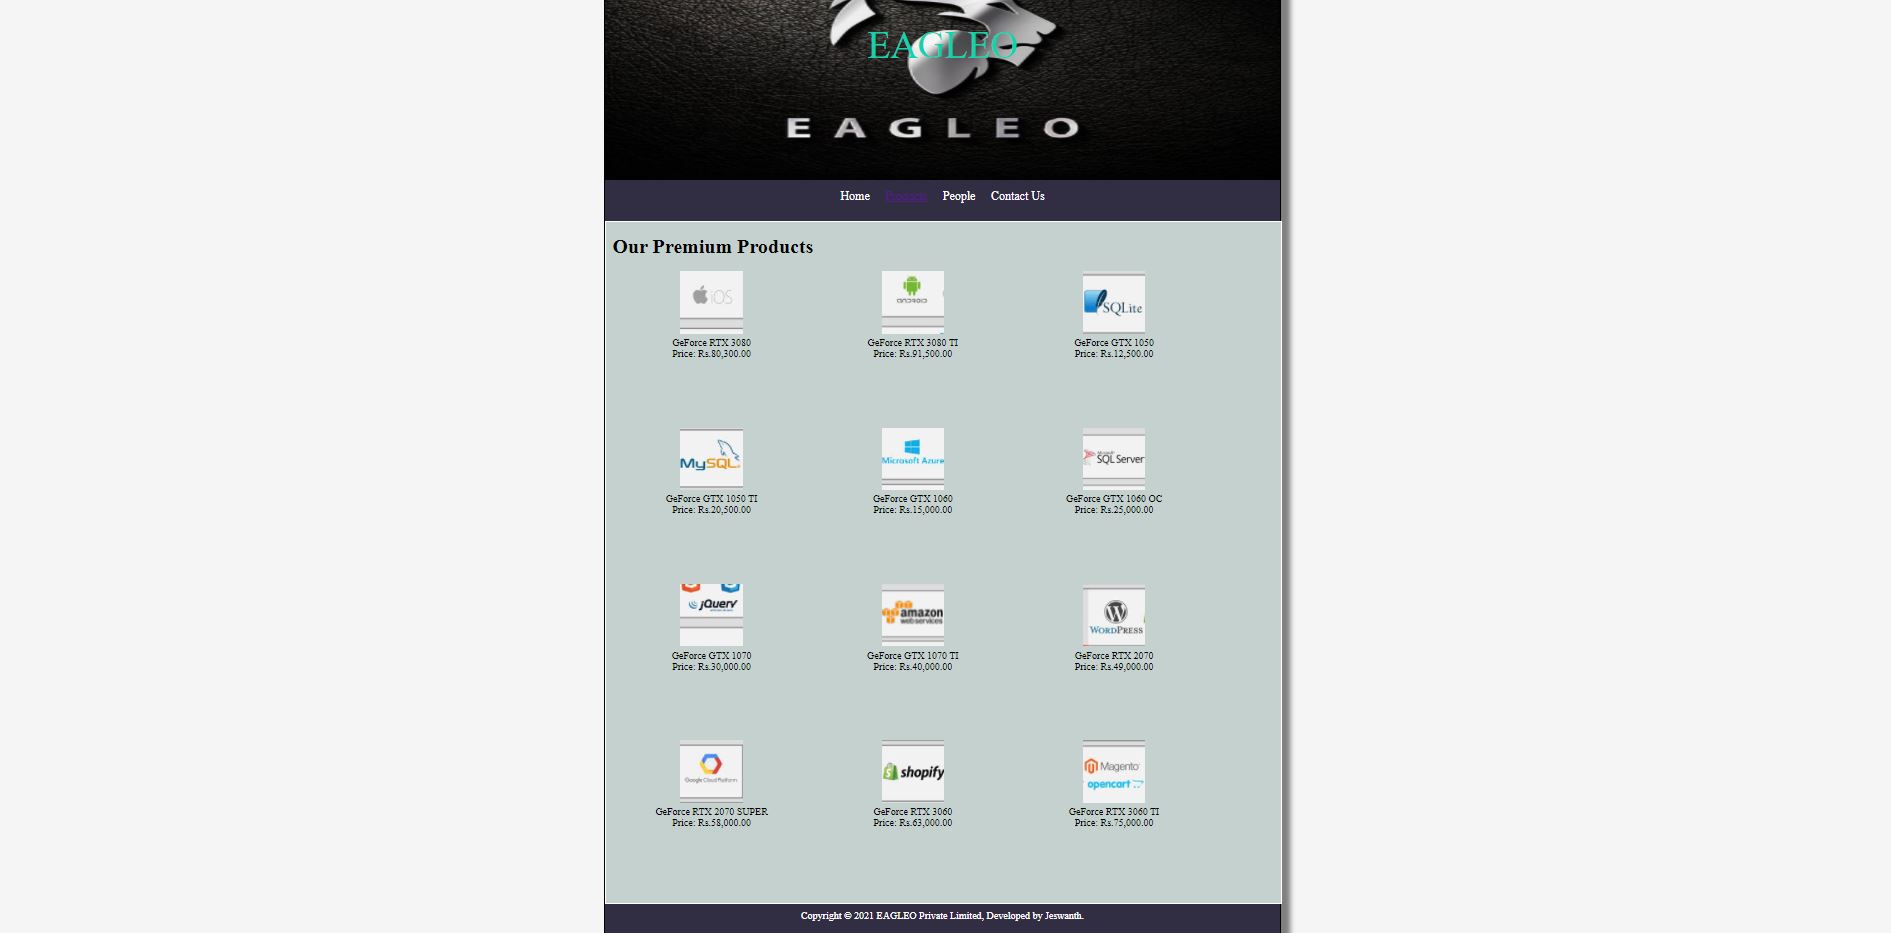 EAGLEO
EAGLEO
Home Products People Contact Us
Our Premium Products
iOS
ANDROID
SQLite
GeForce RTX 3080
Price: Rs.80,300.00
GeForce RTX 3080 TI
Price: Rs.91,500.00
GeForce GTX 1050
Price: Rs.12,500.00
MySQL
Microsoft Azure
Microsoft
SQL Server
GeForce GTX 1050 TI
Price: Rs.20,500.00
GeForce GTX 1060
Price: Rs.15,000.00
GeForce GTX 1060 OC
Price: Rs.25,000.00
jQuery
amazon
webservices
WORDPRESS
GeForce GTX 1070
Price: Rs.30,000.00
GeForce GTX 1070 TI
Price: Rs.40,000.00
GeForce RTX 2070
Price: Rs.49,000.00
Google Cloud Platform
shopify
Magento
opencart
GeForce RTX 2070 SUPER
Price: Rs.58,000.00
GeForce RTX 3060
Price: Rs.63,000.00
GeForce RTX 3060 TI
Price: Rs.75,000.00
Copyright © 2021 EAGLEO Private Limited, Developed by Jeswanth.